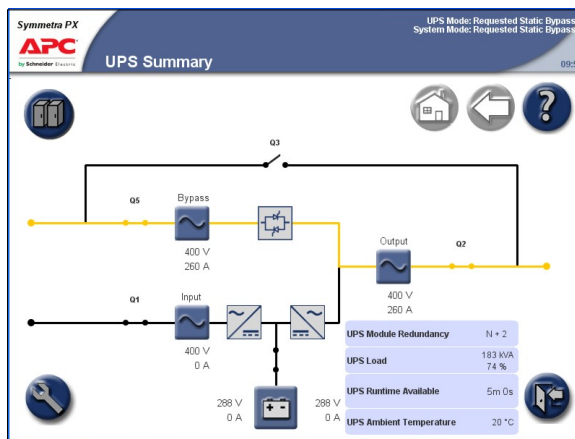 Symmetra PX
APC
by Schneider Electric
UPS Summary
UPS Mode: Requested Static Bypass
System Mode: Requested Static Bypass
09:5
?
Q3
Q5
Bypass
400 V
260 A
Output
Q2
400 V
260 A
Q1
Input
400 V
0 A
288 V
0 A
288 V
0 A
UPS Module Redundancy N + 2
UPS Load 183 kVA
74 %
UPS Runtime Available 5m 0s
UPS Ambient Temperature 20 °C